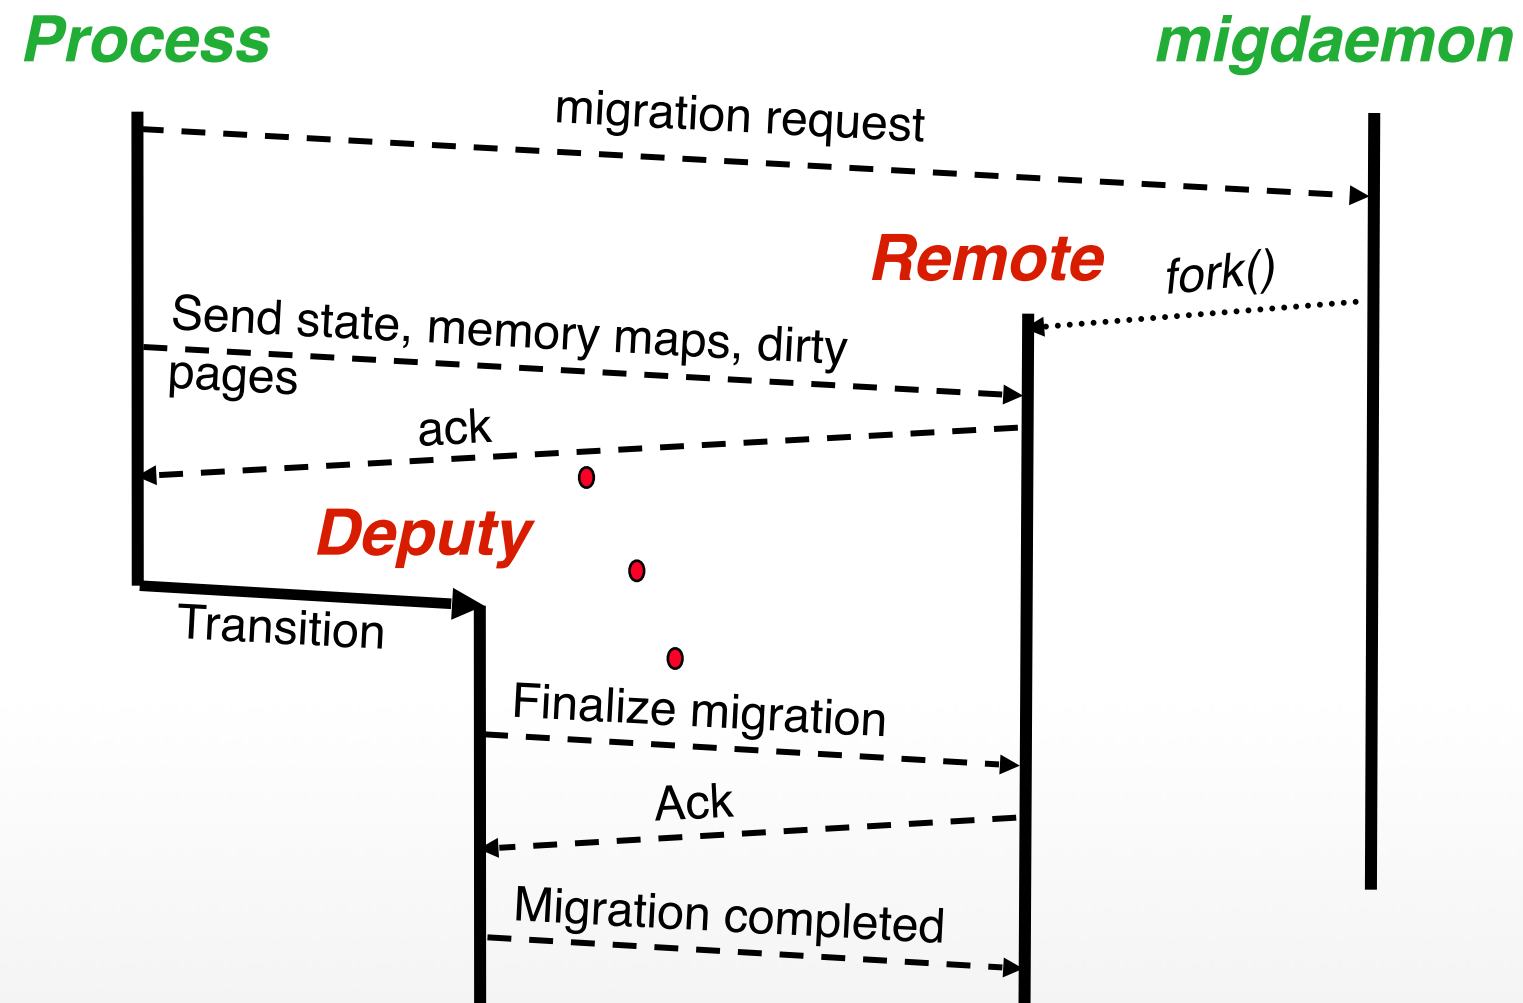 Process
migdaemon
migration request
Remote
fork()
Send state, memory maps, dirty
pages
ack
Deputy
Transition
Finalize migration
Ack
Migration completed